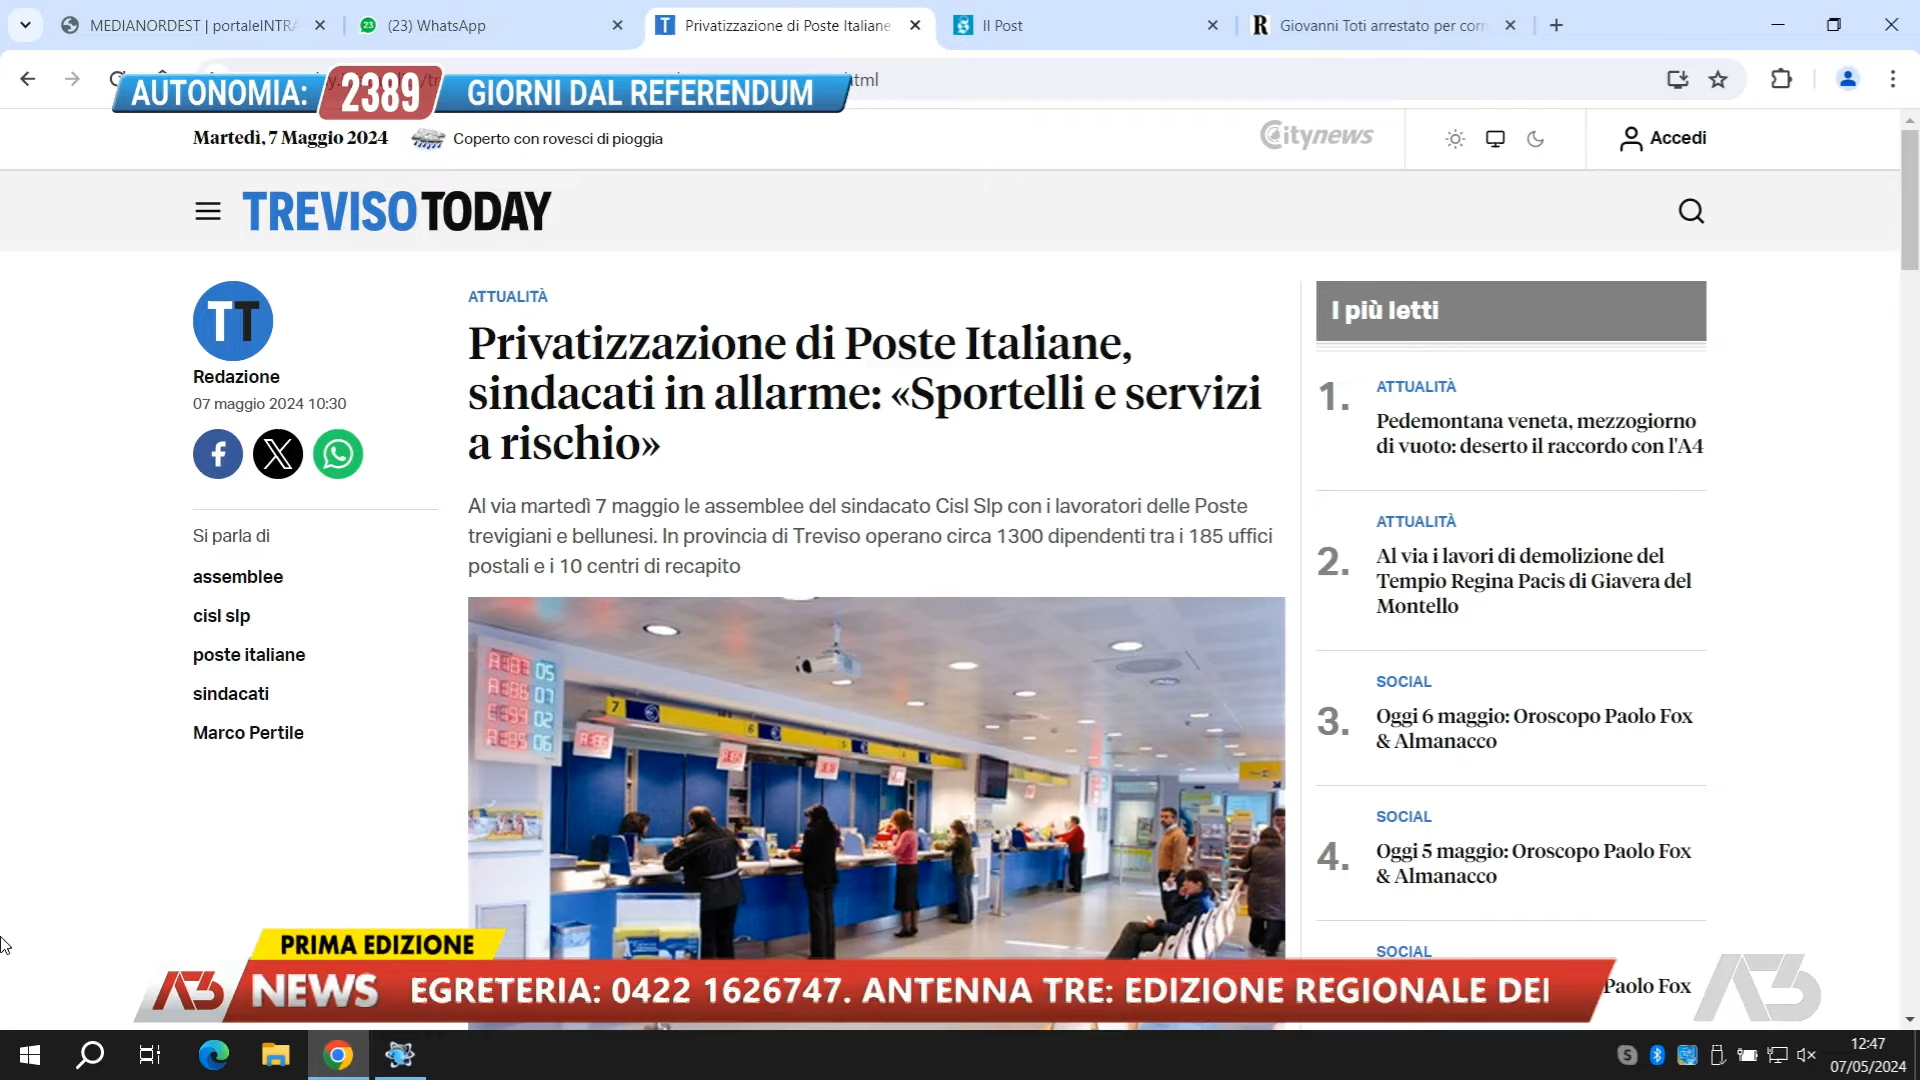 MEDIANORDEST | portaleINTRA
(23) WhatsApp
Privatizzazione di Poste Italiane
Il Post
Giovanni Toti arrestato per corr
AUTONOMIA: 2389 GIORNI DAL REFERENDUM
html
Martedì, 7 Maggio 2024
Coperto con rovesci di pioggia
Citynews
Accedi
TREVISOTODAY
TT
Redazione
07 maggio 2024 10:30
Si parla di
assemblee
cisl slp
poste italiane
sindacati
Marco Pertile
ATTUALITÀ
Privatizzazione di Poste Italiane,
sindacati in allarme: «Sportelli e servizi
a rischio»
Al via martedì 7 maggio le assemblee del sindacato Cisl Slp con i lavoratori delle Poste
trevigiani e bellunesi. In provincia di Treviso operano circa 1300 dipendenti tra i 185 uffici
postali e i 10 centri di recapito
I più letti
1.
ATTUALITÀ
Pedemontana veneta, mezzogiorno
di vuoto: deserto il raccordo con l'A4
2.
ATTUALITÀ
Al via i lavori di demolizione del
Tempio Regina Pacis di Giavera del
Montello
3.
SOCIAL
Oggi 6 maggio: Oroscopo Paolo Fox
& Almanacco
4.
SOCIAL
Oggi 5 maggio: Oroscopo Paolo Fox
& Almanacco
SOCIAL
Paolo Fox
PRIMA EDIZIONE
A3 NEWS
EGRETERIA: 0422 1626747. ANTENNA TRE: EDIZIONE REGIONALE DEI
A3
12:47
07/05/2024